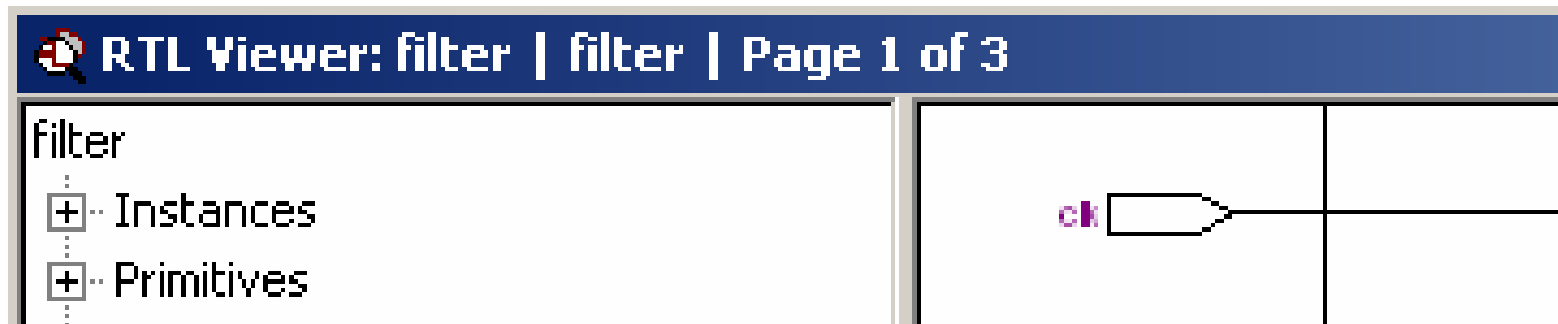 RTL Viewer: filter | filter | Page 1 of 3
filter
Instances
clk
Primitives